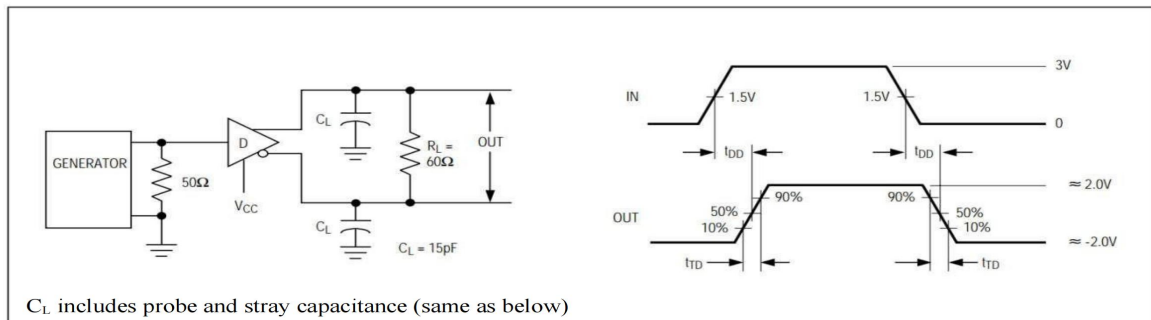 GENERATOR
50Ω
D
VCC
CL
CL
RL =
60Ω
OUT
CL = 15pF
IN
1.5V
1.5V
3V
0
tDD
tDD
OUT
90%
50%
10%
90%
50%
10%
≈ 2.0V
≈ -2.0V
tTD
tTD
CL includes probe and stray capacitance (same as below)